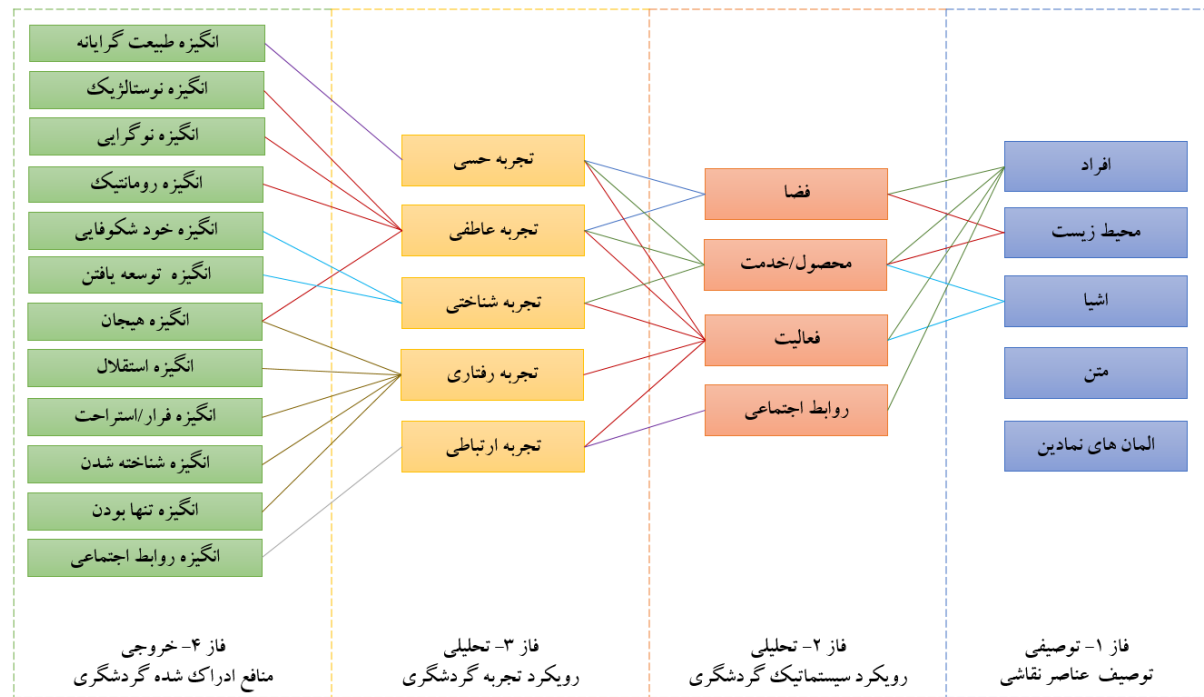 افراد
محیط زیست
اشیا
متن
المان های نمادین
فاز ۱- توصیفی
توصیف عناصر نقاشی
فضا
محصول/خدمت
فعالیت
روابط اجتماعی
فاز ۲- تحلیلی
رویکرد سیستماتیک گردشگری
تجربه حسی
تجربه عاطفی
تجربه شناختی
تجربه رفتاری
تجربه ارتباطی
فاز ۳- تحلیلی
رویکرد تجربه گردشگری
انگیزه طبیعت گرایانه
انگیزه نوستالژیک
انگیزه نوگرایی
انگیزه رومانتیک
انگیزه خود شکوفایی
انگیزه توسعه یافتن
انگیزه هیجان
انگیزه استقلال
انگیزه فرار/استراحت
انگیزه شناخته شدن
انگیزه تنها بودن
انگیزه روابط اجتماعی
فاز ۴- خروجی
منافع ادراک شده گردشگری